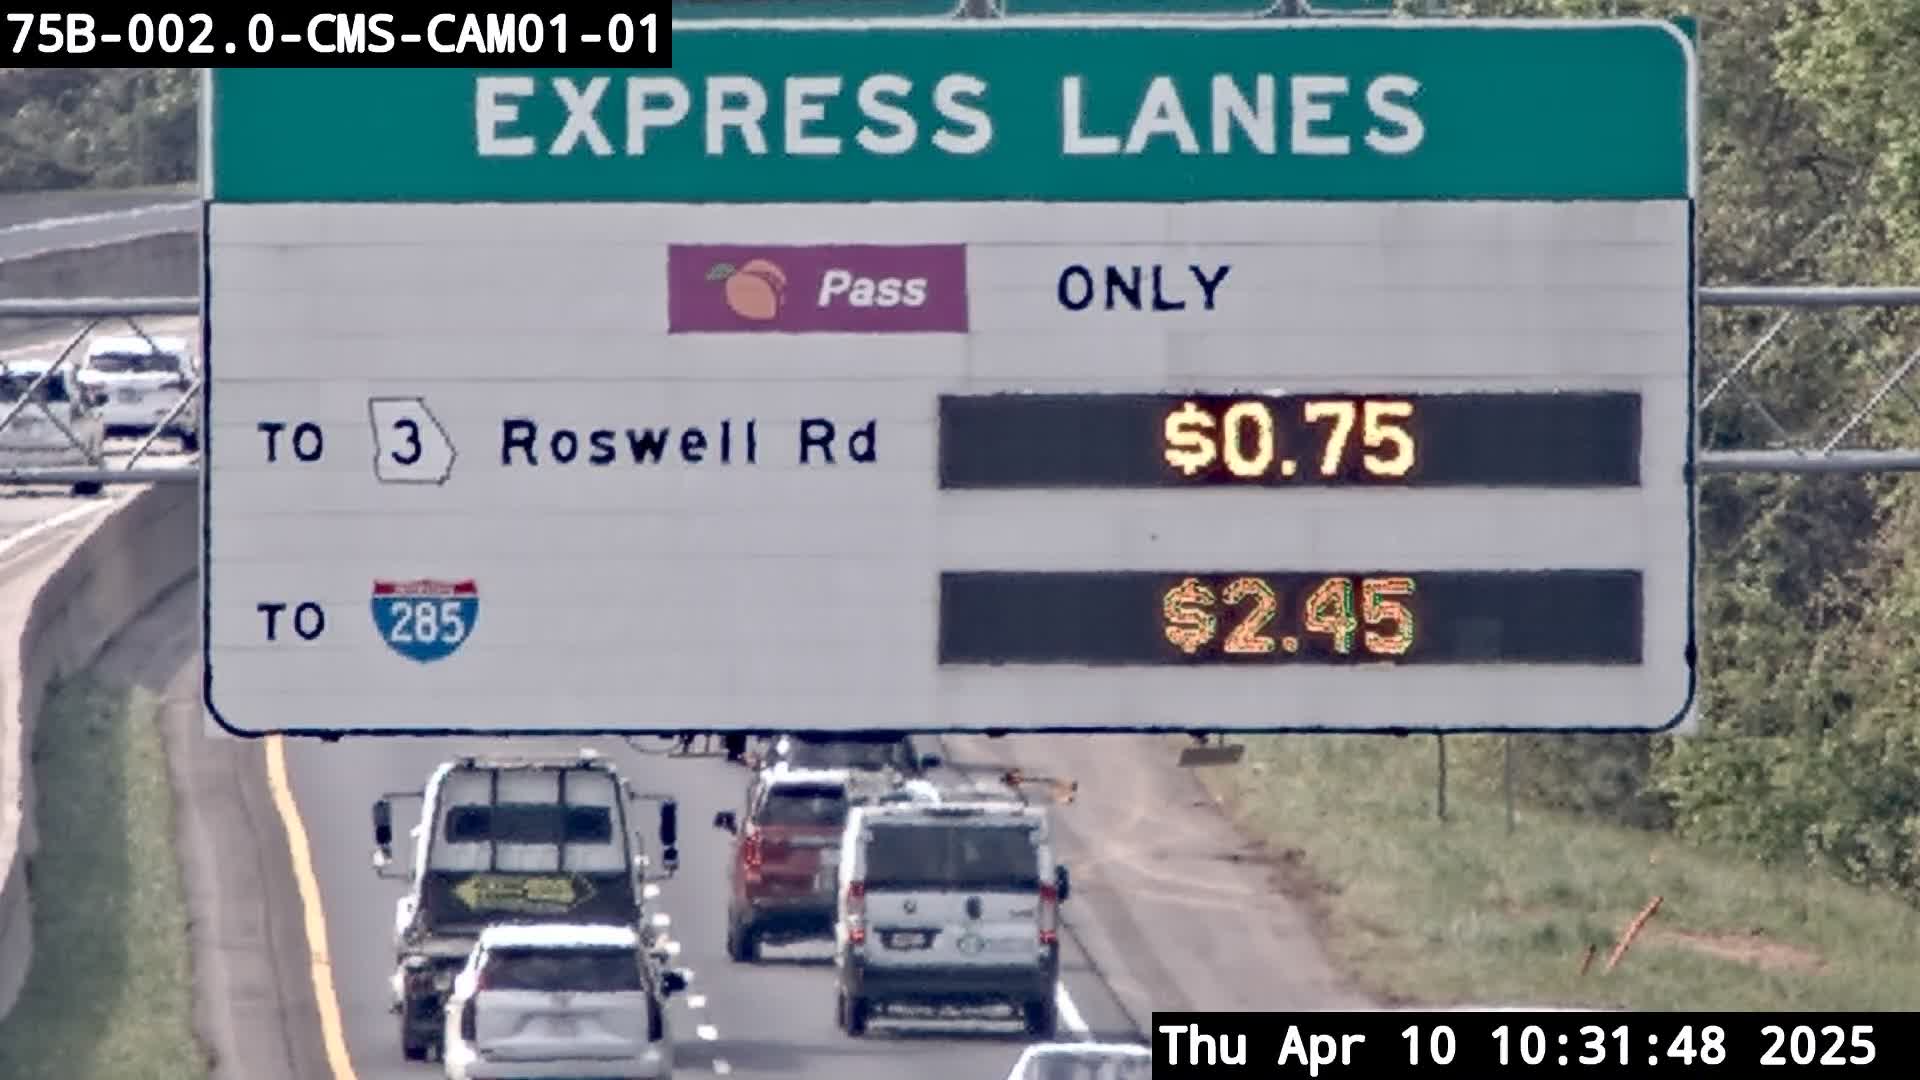 75B-002.0-CMS-CAM01-01
EXPRESS LANES
Pass ONLY
TO 3 Roswell Rd $0.75
TO 285 $2.45
Thu Apr 10 10:31:48 2025